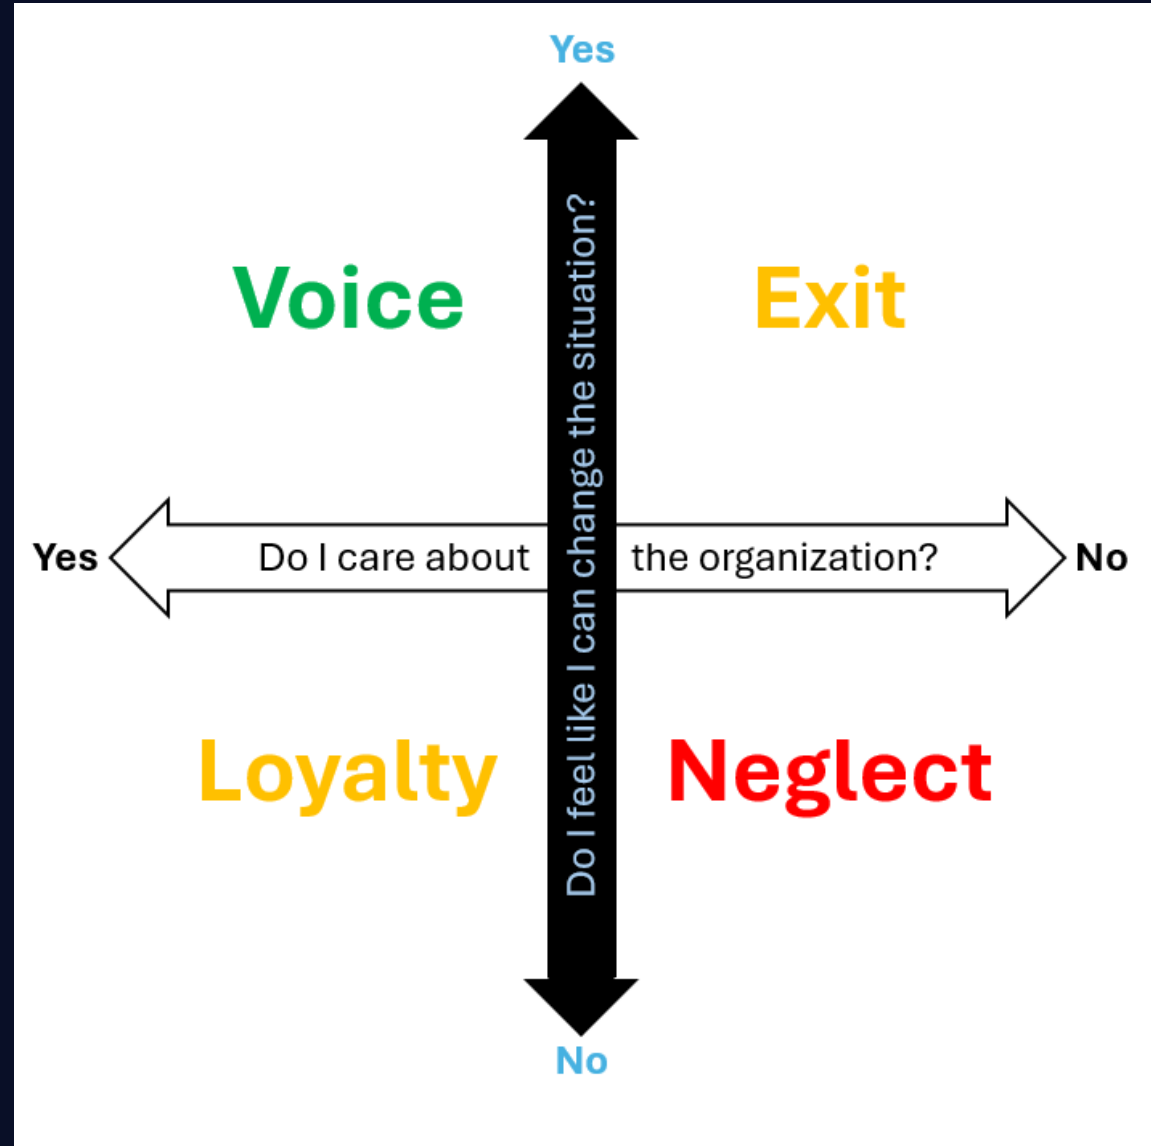 Yes
Voice
Exit
Do I feel like I can change the situation?
Yes
Do I care about the organization?
No
Loyalty
Neglect
No